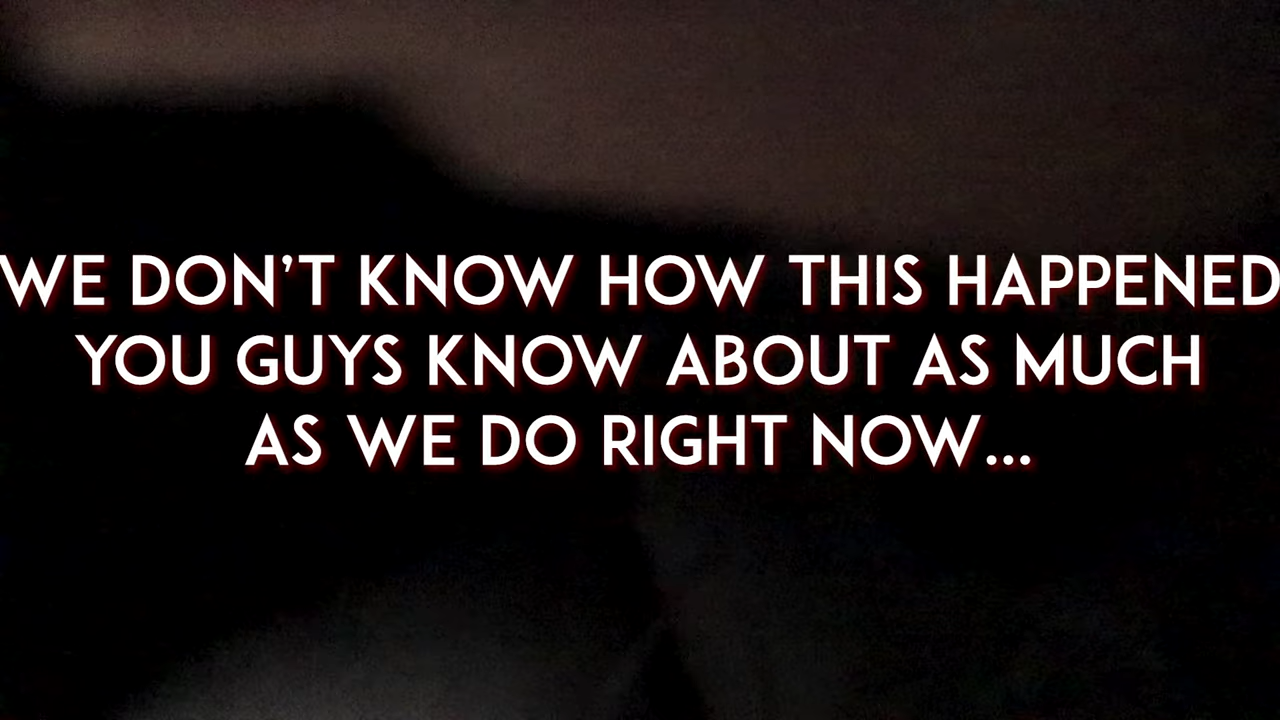 WE DON'T KNOW HOW THIS HAPPENED
YOU GUYS KNOW ABOUT AS MUCH
AS WE DO RIGHT NOW...